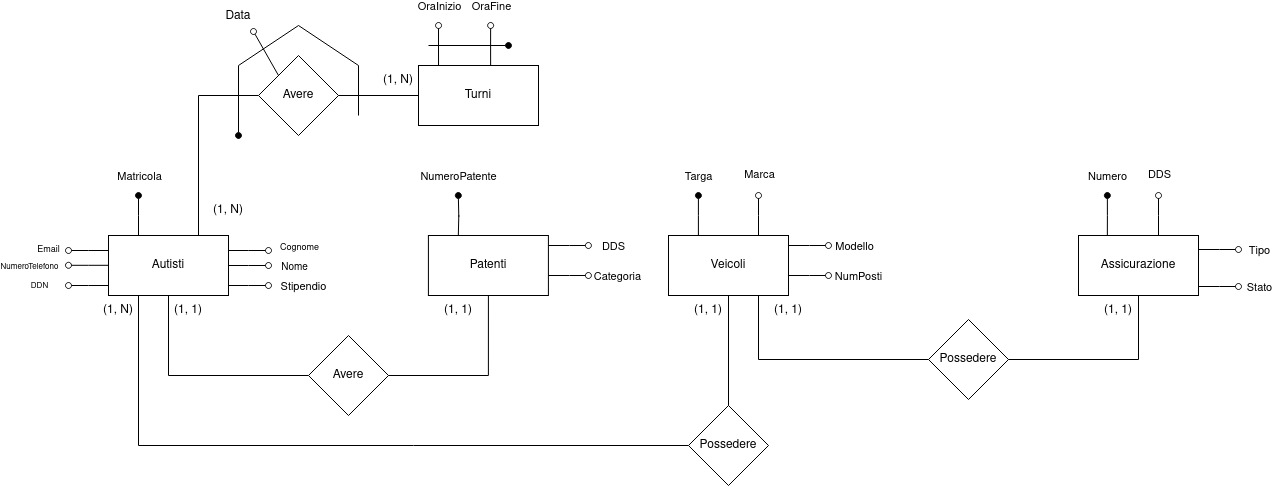 OraInizio OraFine
Data
(1, N)
Avere
Turni
Matricola
NumeroPatente
Targa
Marca
Numero
DDS
(1, N)
Email
NumeroTelefono
DDN
Autisti
Cognome
Nome
Stipendio
Patenti
DDS
Categoria
Veicoli
Modello
NumPosti
Assicurazione
Tipo
Stato
(1, N)
(1, 1)
(1, 1)
(1, 1)
(1, 1)
(1, 1)
Avere
Possedere
Possedere